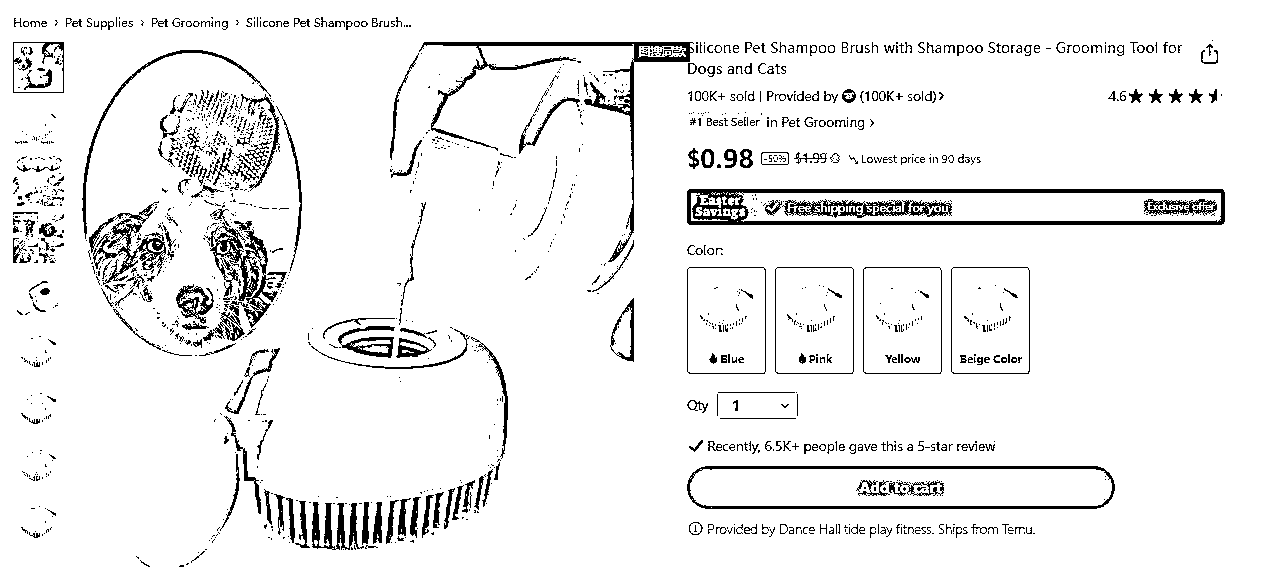 Home › Pet Supplies › Pet Grooming › Silicone Pet Shampoo Brush...
Silicone Pet Shampoo Brush with Shampoo Storage - Grooming Tool for
Dogs and Cats
100K+ sold | Provided by (100K+ sold)›
4.6
#1 Best Seller in Pet Grooming ›
$0.98 -50% $1.99 Lowest price in 90 days
Easter
Savings
Free shipping special for you
Exclusive offer
Color:
Blue
Pink
Yellow
Beige Color
Qty 1
Recently, 6.5K+ people gave this a 5-star review
Add to cart
Provided by Dance Hall tide play fitness. Ships from Temu.